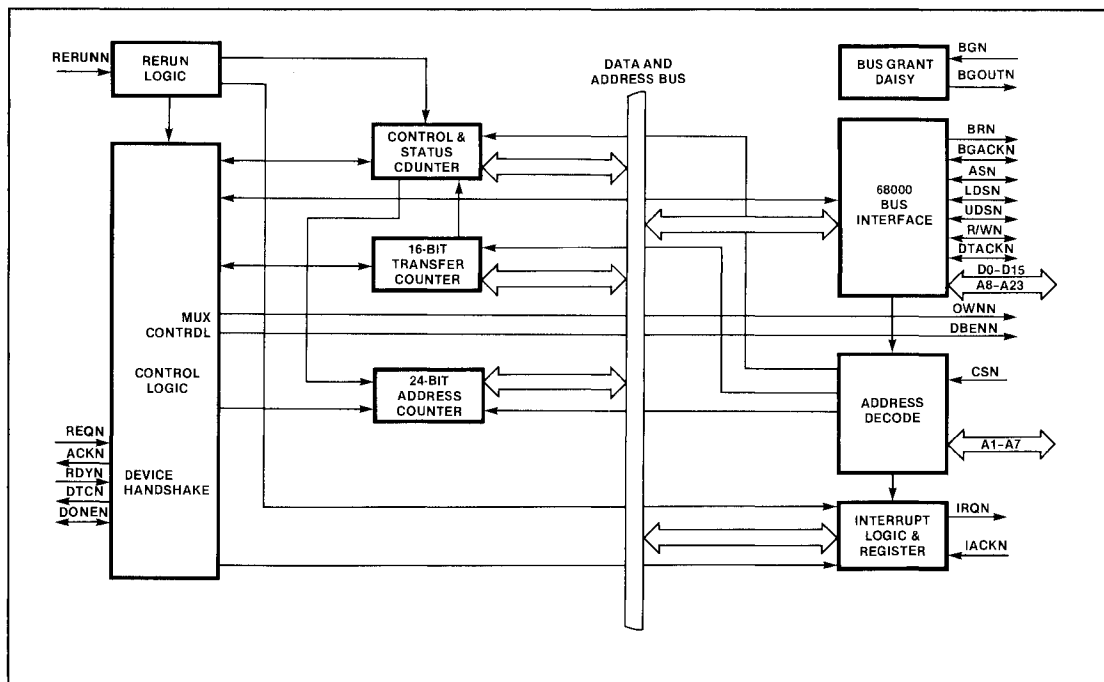 RERUNN
RERUN
LOGIC
DATA AND
ADDRESS BUS
BUS GRANT
DAISY
BGN
BGOUTN
CONTROL &
STATUS
CDUNTER
68000
BUS
INTERFACE
BRN
BGACKN
ASN
LDSN
UDSN
R/WN
DTACKN
D0-D15
A8-A23
16-BIT
TRANSFER
COUNTER
MUX
CONTRDL
OWNN
DBENN
CONTROL
LOGIC
24-BIT
ADDRESS
COUNTER
ADDRESS
DECODE
CSN
A1-A7
REQN
ACKN
RDYN
DTCN
DONEN
DEVICE
HANDSHAKE
INTERRUPT
LOGIC &
REGISTER
IRQN
IACKN